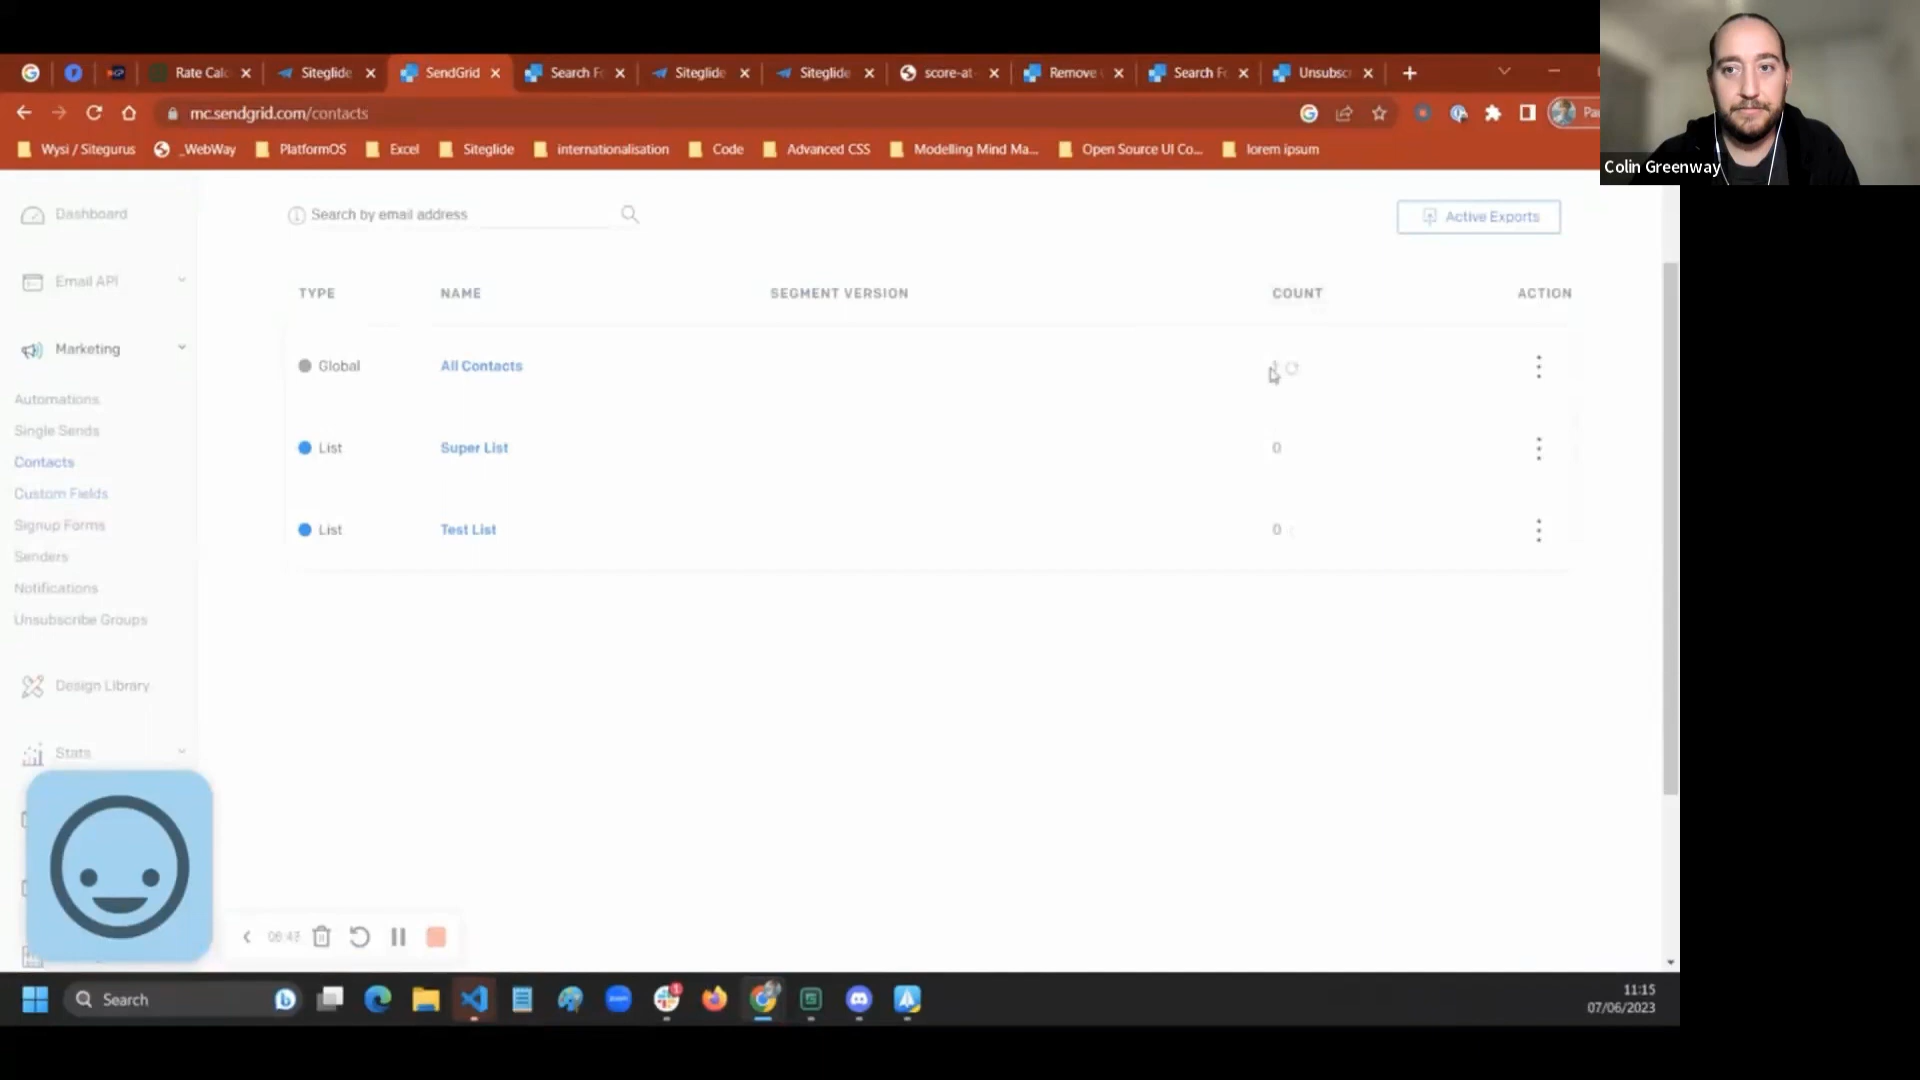 Rate Calc
Siteglide
SendGrid
Search Fo
Siteglide
Siteglide
score-at-
Remove
Search Fo
Unsubscr
mc.sendgrid.com/contacts
Wysi / Sitegurus
_WebWay
PlatformOS
Excel
Siteglide
internationalisation
Code
Advanced CSS
Modelling Mind Ma...
Open Source UI Co...
lorem ipsum
Colin Greenway
Dashboard
Email API
Marketing
Automations
Single Sends
Contacts
Custom Fields
Signup Forms
Senders
Notifications
Unsubscribe Groups
Design Library
Stats
Search by email address
Active Exports
TYPE NAME SEGMENT VERSION COUNT ACTION
Global All Contacts
List Super List 0
List Test List 0
Search
11:15
07/06/2023